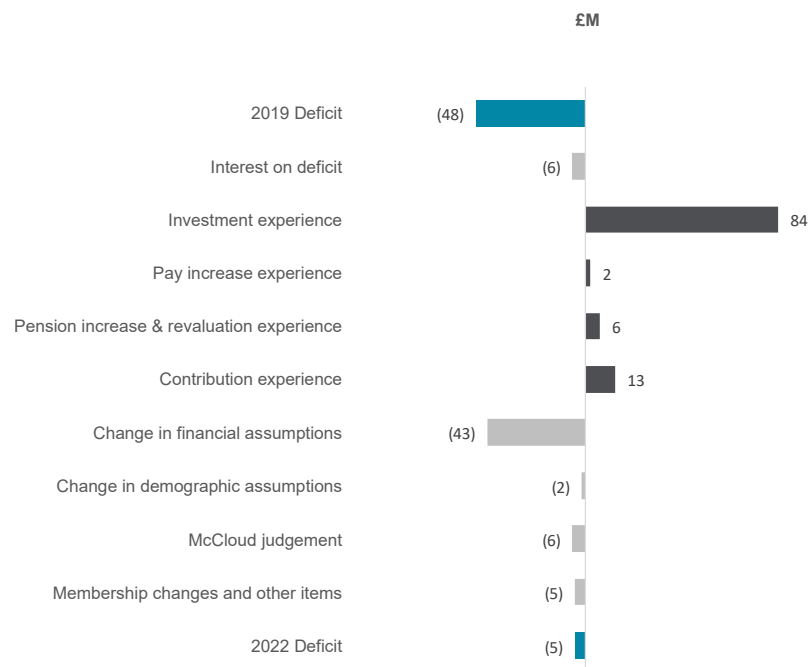 £M
2019 Deficit (48)
Interest on deficit (6)
Investment experience 84
Pay increase experience 2
Pension increase & revaluation experience 6
Contribution experience 13
Change in financial assumptions (43)
Change in demographic assumptions (2)
McCloud judgement (6)
Membership changes and other items (5)
2022 Deficit (5)